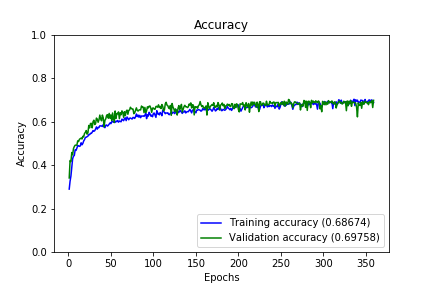 Accuracy
1.0
0.8
0.6
0.4
0.2
0.0
Accuracy
Training accuracy (0.68674)
Validation accuracy (0.69758)
0 50 100 150 200 250 300 350
Epochs